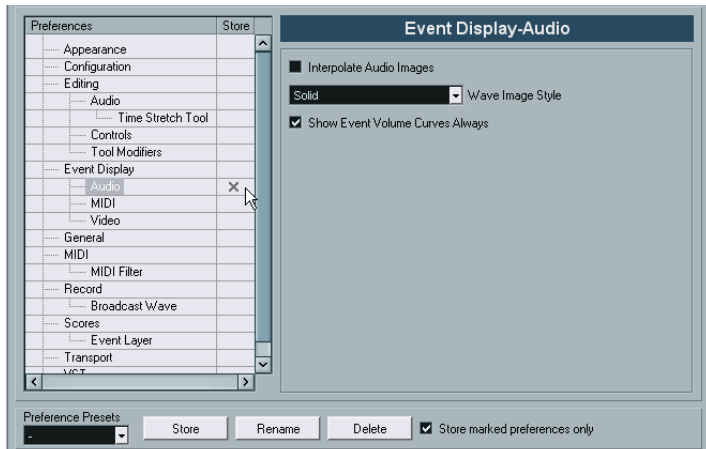 Preferences Store
Appearance
Configuration
Editing
Audio
Time Stretch Tool
Controls
Tool Modifiers
Event Display
Audio
MIDI
Video
General
MIDI
MIDI Filter
Record
Broadcast Wave
Scores
Event Layer
Transport
VST
Event Display-Audio
Interpolate Audio Images
Solid Wave Image Style
Show Event Volume Curves Always
Preference Presets
-
Store Rename Delete Store marked preferences only